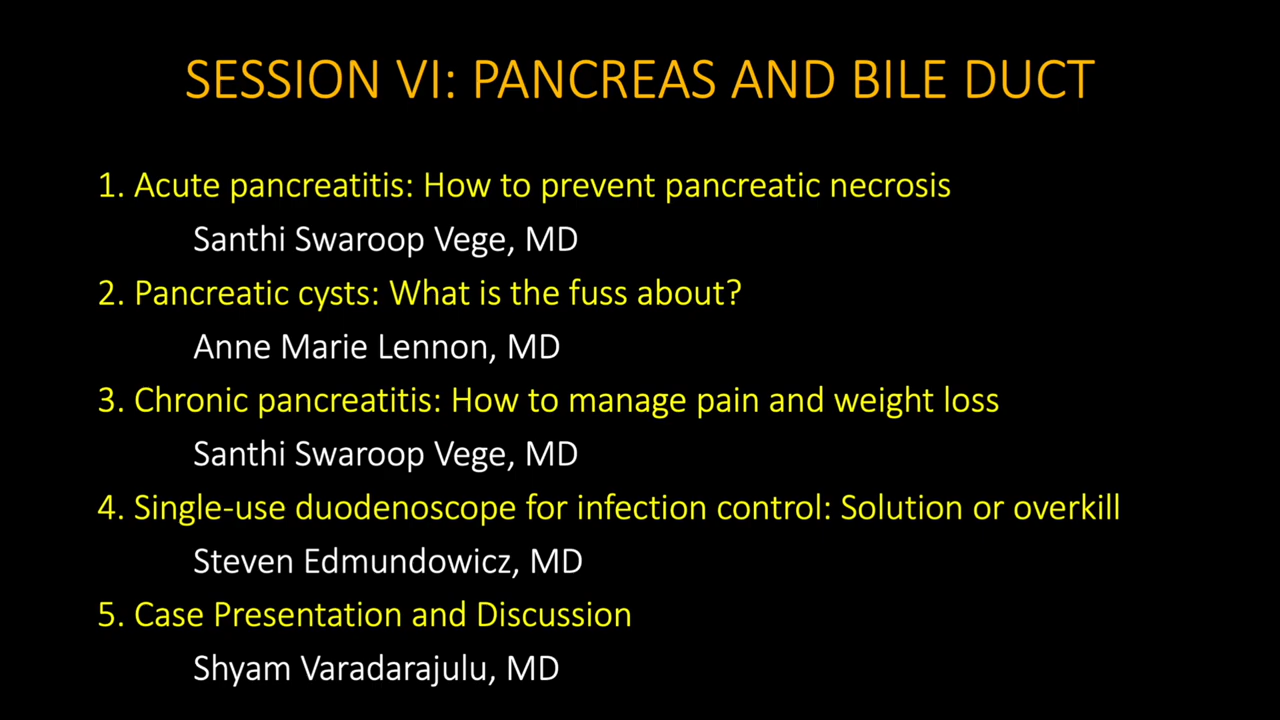 SESSION VI: PANCREAS AND BILE DUCT
1. Acute pancreatitis: How to prevent pancreatic necrosis
Santhi Swaroop Vege, MD
2. Pancreatic cysts: What is the fuss about?
Anne Marie Lennon, MD
3. Chronic pancreatitis: How to manage pain and weight loss
Santhi Swaroop Vege, MD
4. Single-use duodenoscope for infection control: Solution or overkill
Steven Edmundowicz, MD
5. Case Presentation and Discussion
Shyam Varadarajulu, MD